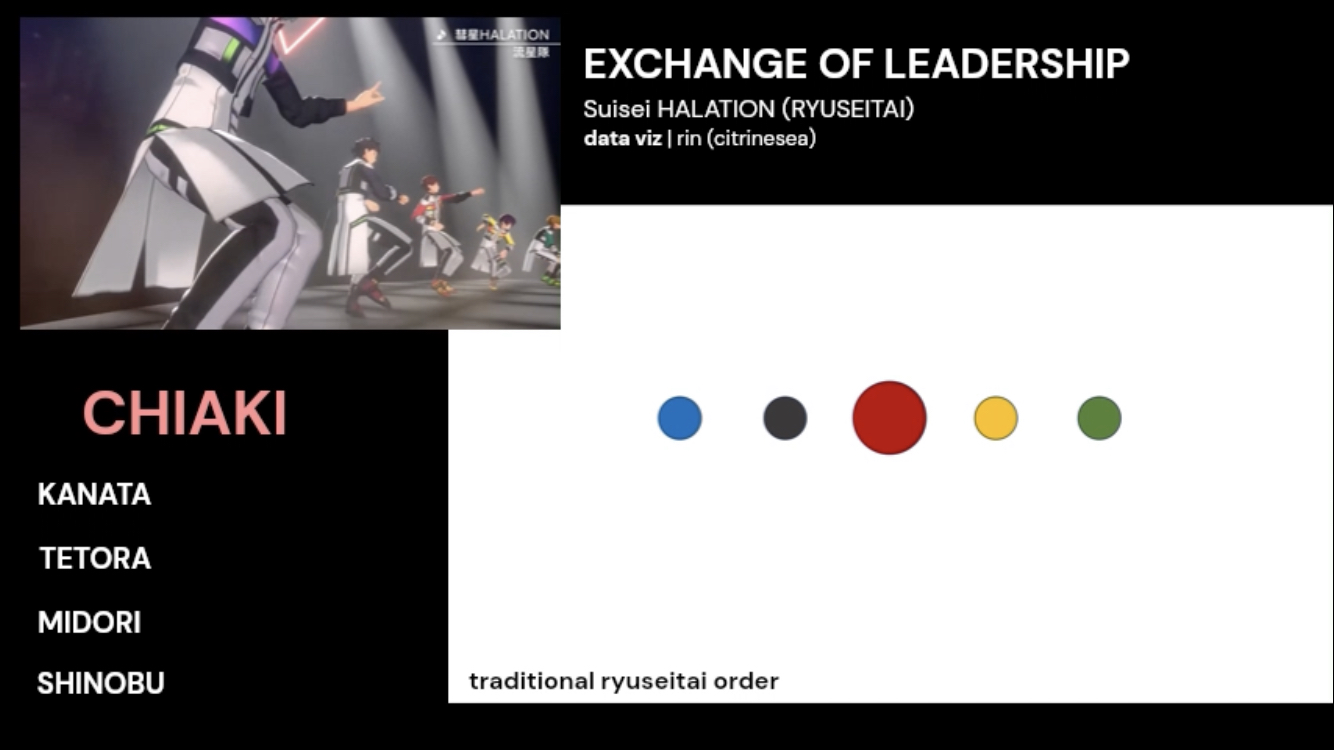 ♪ 彗星HALATION
流星隊
EXCHANGE OF LEADERSHIP
Suisei HALATION (RYUSEITAI)
data viz | rin (citrinesea)
CHIAKI
KANATA
TETORA
MIDORI
SHINOBU
traditional ryuseitai order